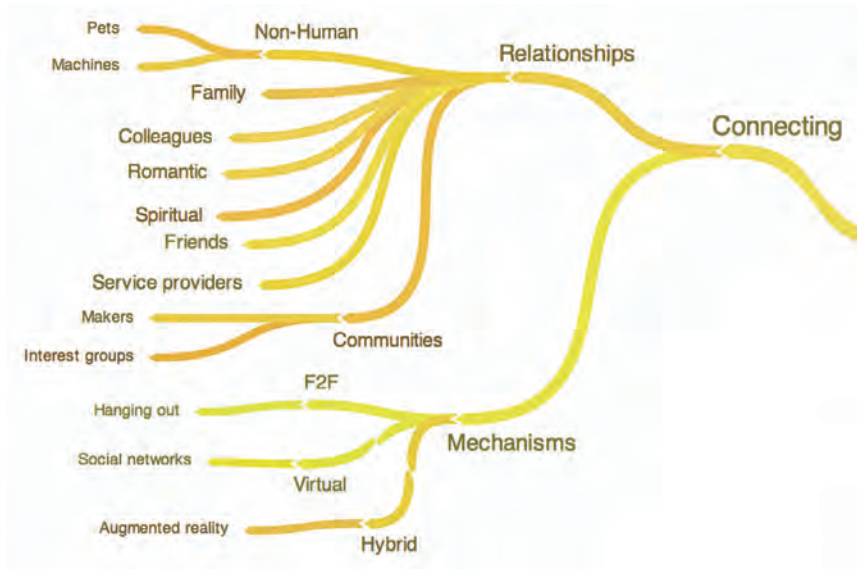 Pets
Non-Human
Machines
Relationships
Family
Colleagues
Connecting
Romantic
Spiritual
Friends
Service providers
Makers
Communities
Interest groups
F2F
Hanging out
Mechanisms
Social networks
Virtual
Augmented reality
Hybrid